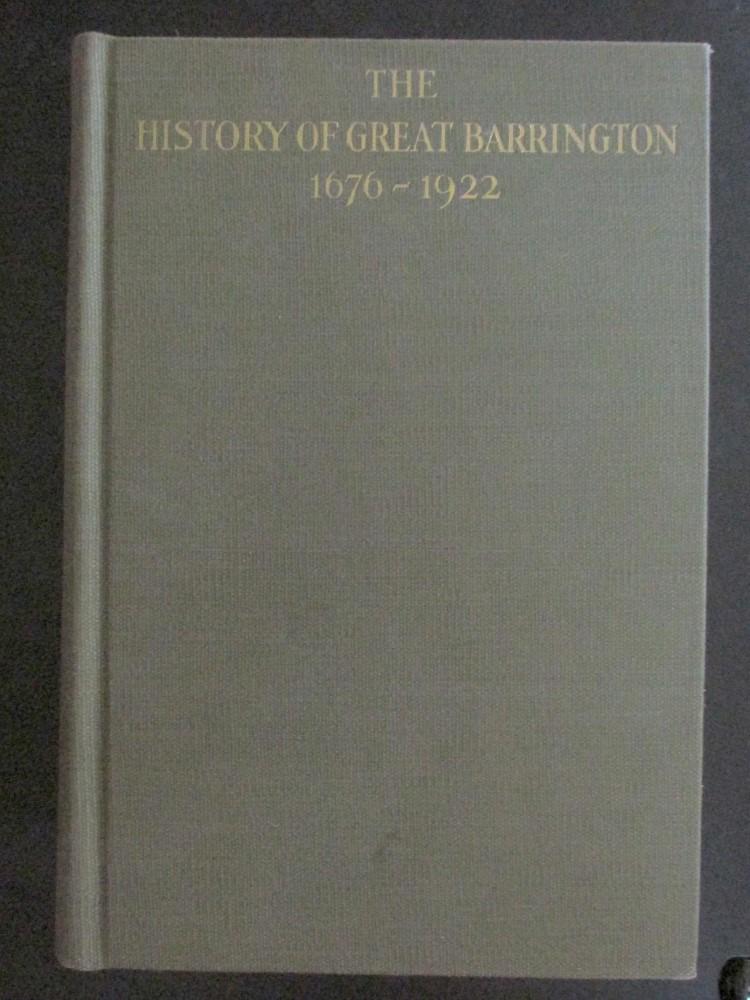 THE
HISTORY OF GREAT BARRINGTON
1676 ~ 1922